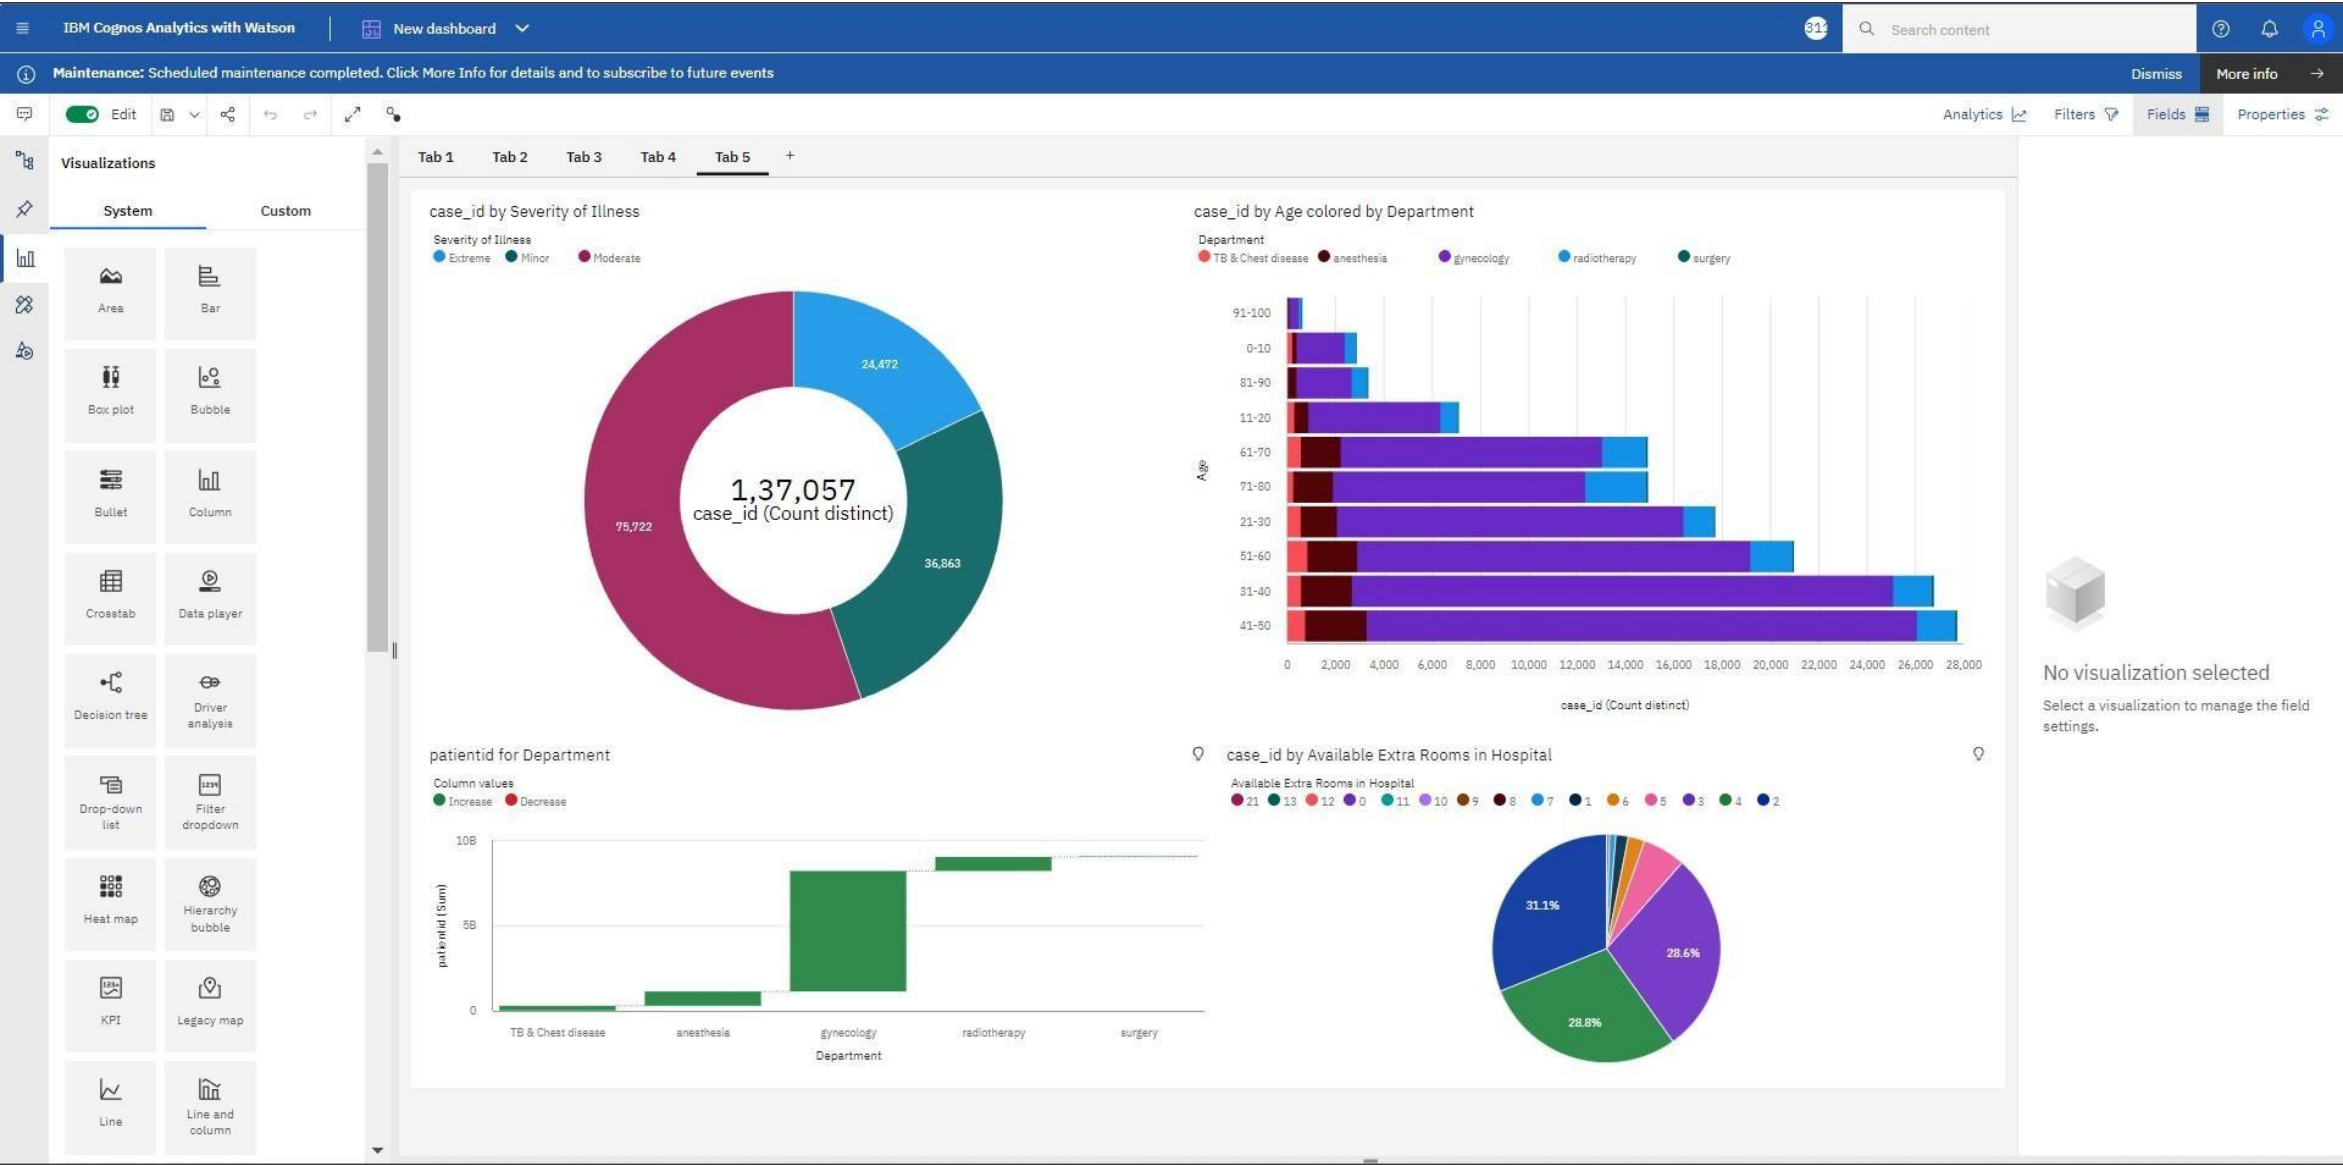 IBM Cognos Analytics with Watson
New dashboard
Search content
Maintenance: Scheduled maintenance completed. Click More Info for details and to subscribe to future events
Dismiss
More info
Edit
Analytics
Filters
Fields
Properties
Visualizations
System
Custom
Area
Bar
Box plot
Bubble
Bullet
Column
Crosstab
Data player
Decision tree
Driver
analysis
Drop-down
list
Filter
dropdown
Heat map
Hierarchy
bubble
KPI
Legacy map
Line
Line and
column
Tab 1
Tab 2
Tab 3
Tab 4
Tab 5
+
case_id by Severity of Illness
Severity of Illness
Extreme Minor Moderate
24,472
75,722
36,863
1,37,057
case_id (Count distinct)
case_id by Age colored by Department
Department
TB & Chest disease anesthesia gynecology radiotherapy surgery
Age
91-100
0-10
81-90
11-20
61-70
71-80
21-30
51-60
31-40
41-50
0 2,000 4,000 6,000 8,000 10,000 12,000 14,000 16,000 18,000 20,000 22,000 24,000 26,000 28,000
case_id (Count distinct)
patientid for Department
Column values
Increase Decrease
patientid (Sum)
10B
5B
0
TB & Chest disease anesthesia gynecology radiotherapy surgery
Department
case_id by Available Extra Rooms in Hospital
Available Extra Rooms in Hospital
21 13 12 0 11 10 9 8 7 1 6 5 3 4 2
31.1%
28.6%
28.8%
No visualization selected
Select a visualization to manage the field
settings.